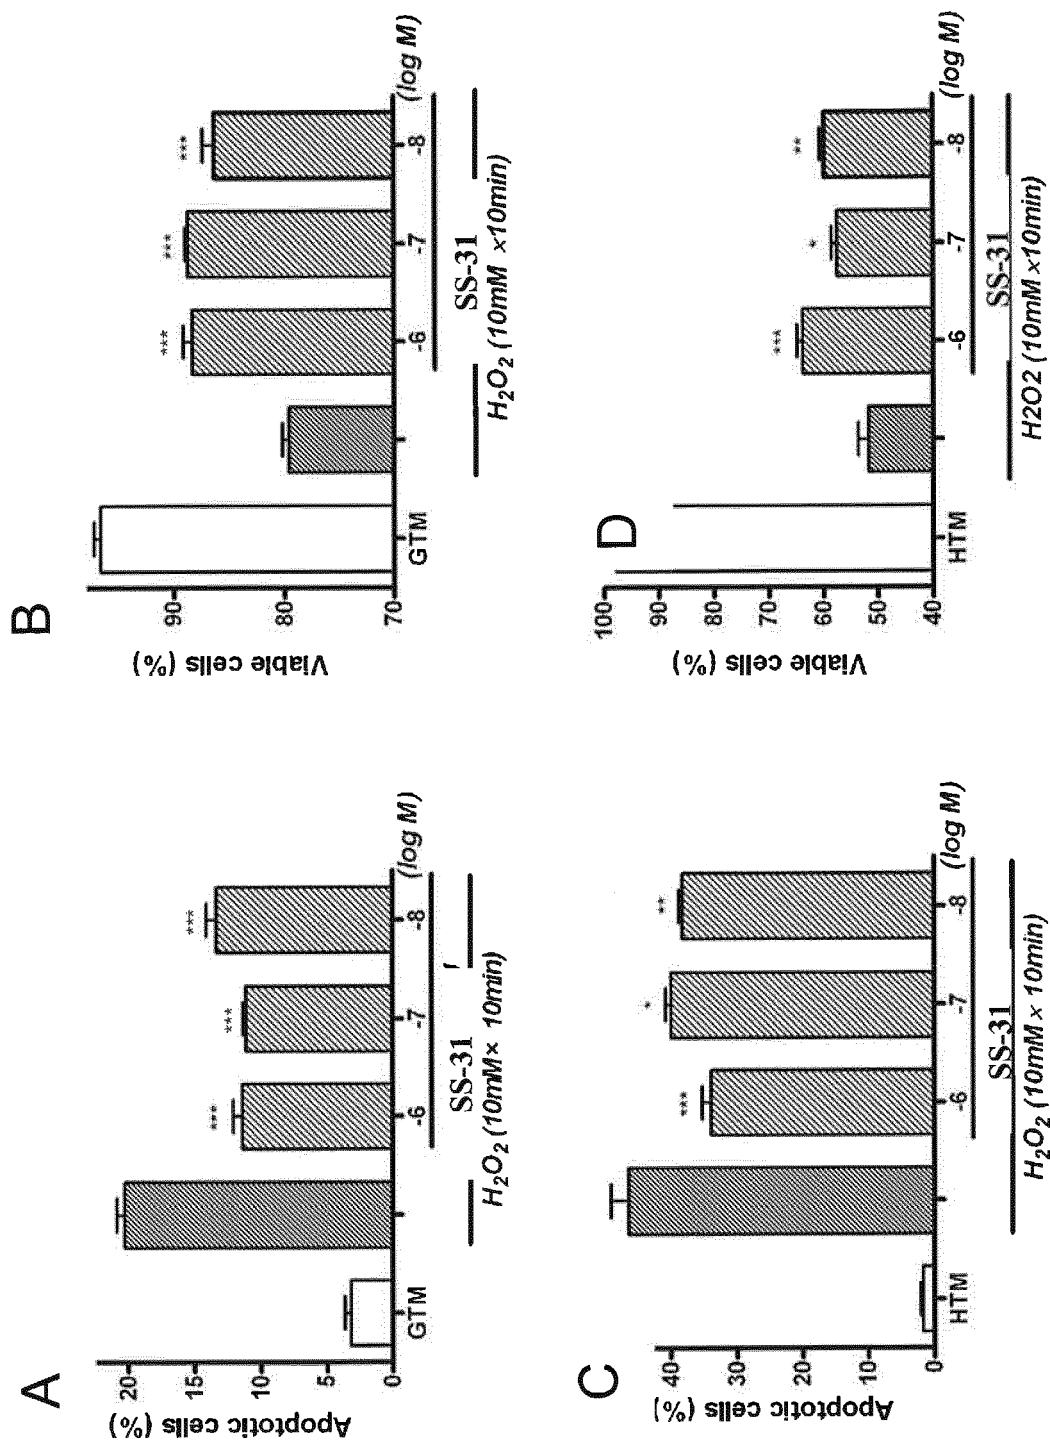 A
Apoptotic cells (%)
20
15
10
5
0
GTM
-6
-7
-8
(log M)
SS-31
H₂O₂ (10mM× 10min)
***
***
***
B
Viable cells (%)
90
80
70
GTM
-6
-7
-8
(log M)
SS-31
H₂O₂ (10mM ×10min)
***
***
***
C
Apoptotic cells (%)
40
30
20
10
0
HTM
-6
-7
-8
(log M)
SS-31
H₂O₂ (10mM × 10min)
***
*
**
D
Viable cells (%)
100
90
80
70
60
50
40
HTM
-6
-7
-8
(log M)
SS-31
H2O2 (10mM ×10min)
***
*
**